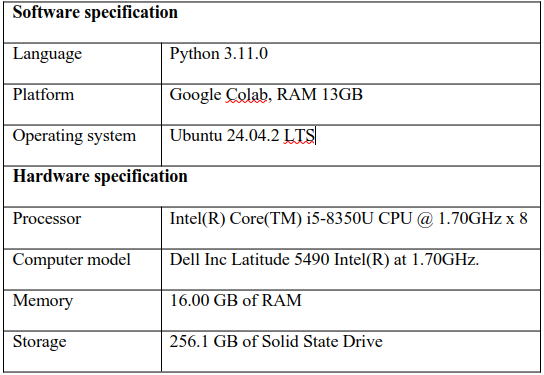 Software specification
Language Python 3.11.0
Platform Google Colab, RAM 13GB
Operating system Ubuntu 24.04.2 LTS
Hardware specification
Processor Intel(R) Core(TM) i5-8350U CPU @ 1.70GHz x 8
Computer model Dell Inc Latitude 5490 Intel(R) at 1.70GHz.
Memory 16.00 GB of RAM
Storage 256.1 GB of Solid State Drive